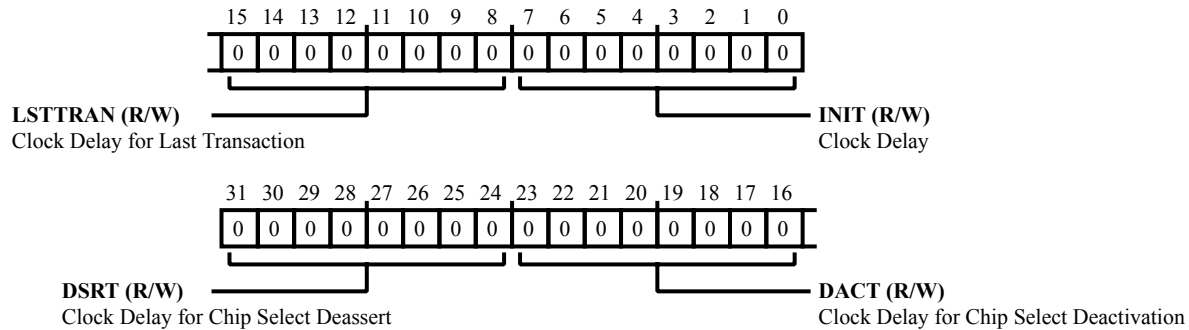 15 14 13 12 11 10 9 8 7 6 5 4 3 2 1 0
0 0 0 0 0 0 0 0 0 0 0 0 0 0 0 0
LSTTRAN (R/W)
Clock Delay for Last Transaction
INIT (R/W)
Clock Delay
31 30 29 28 27 26 25 24 23 22 21 20 19 18 17 16
0 0 0 0 0 0 0 0 0 0 0 0 0 0 0 0
DSRT (R/W)
Clock Delay for Chip Select Deassert
DACT (R/W)
Clock Delay for Chip Select Deactivation